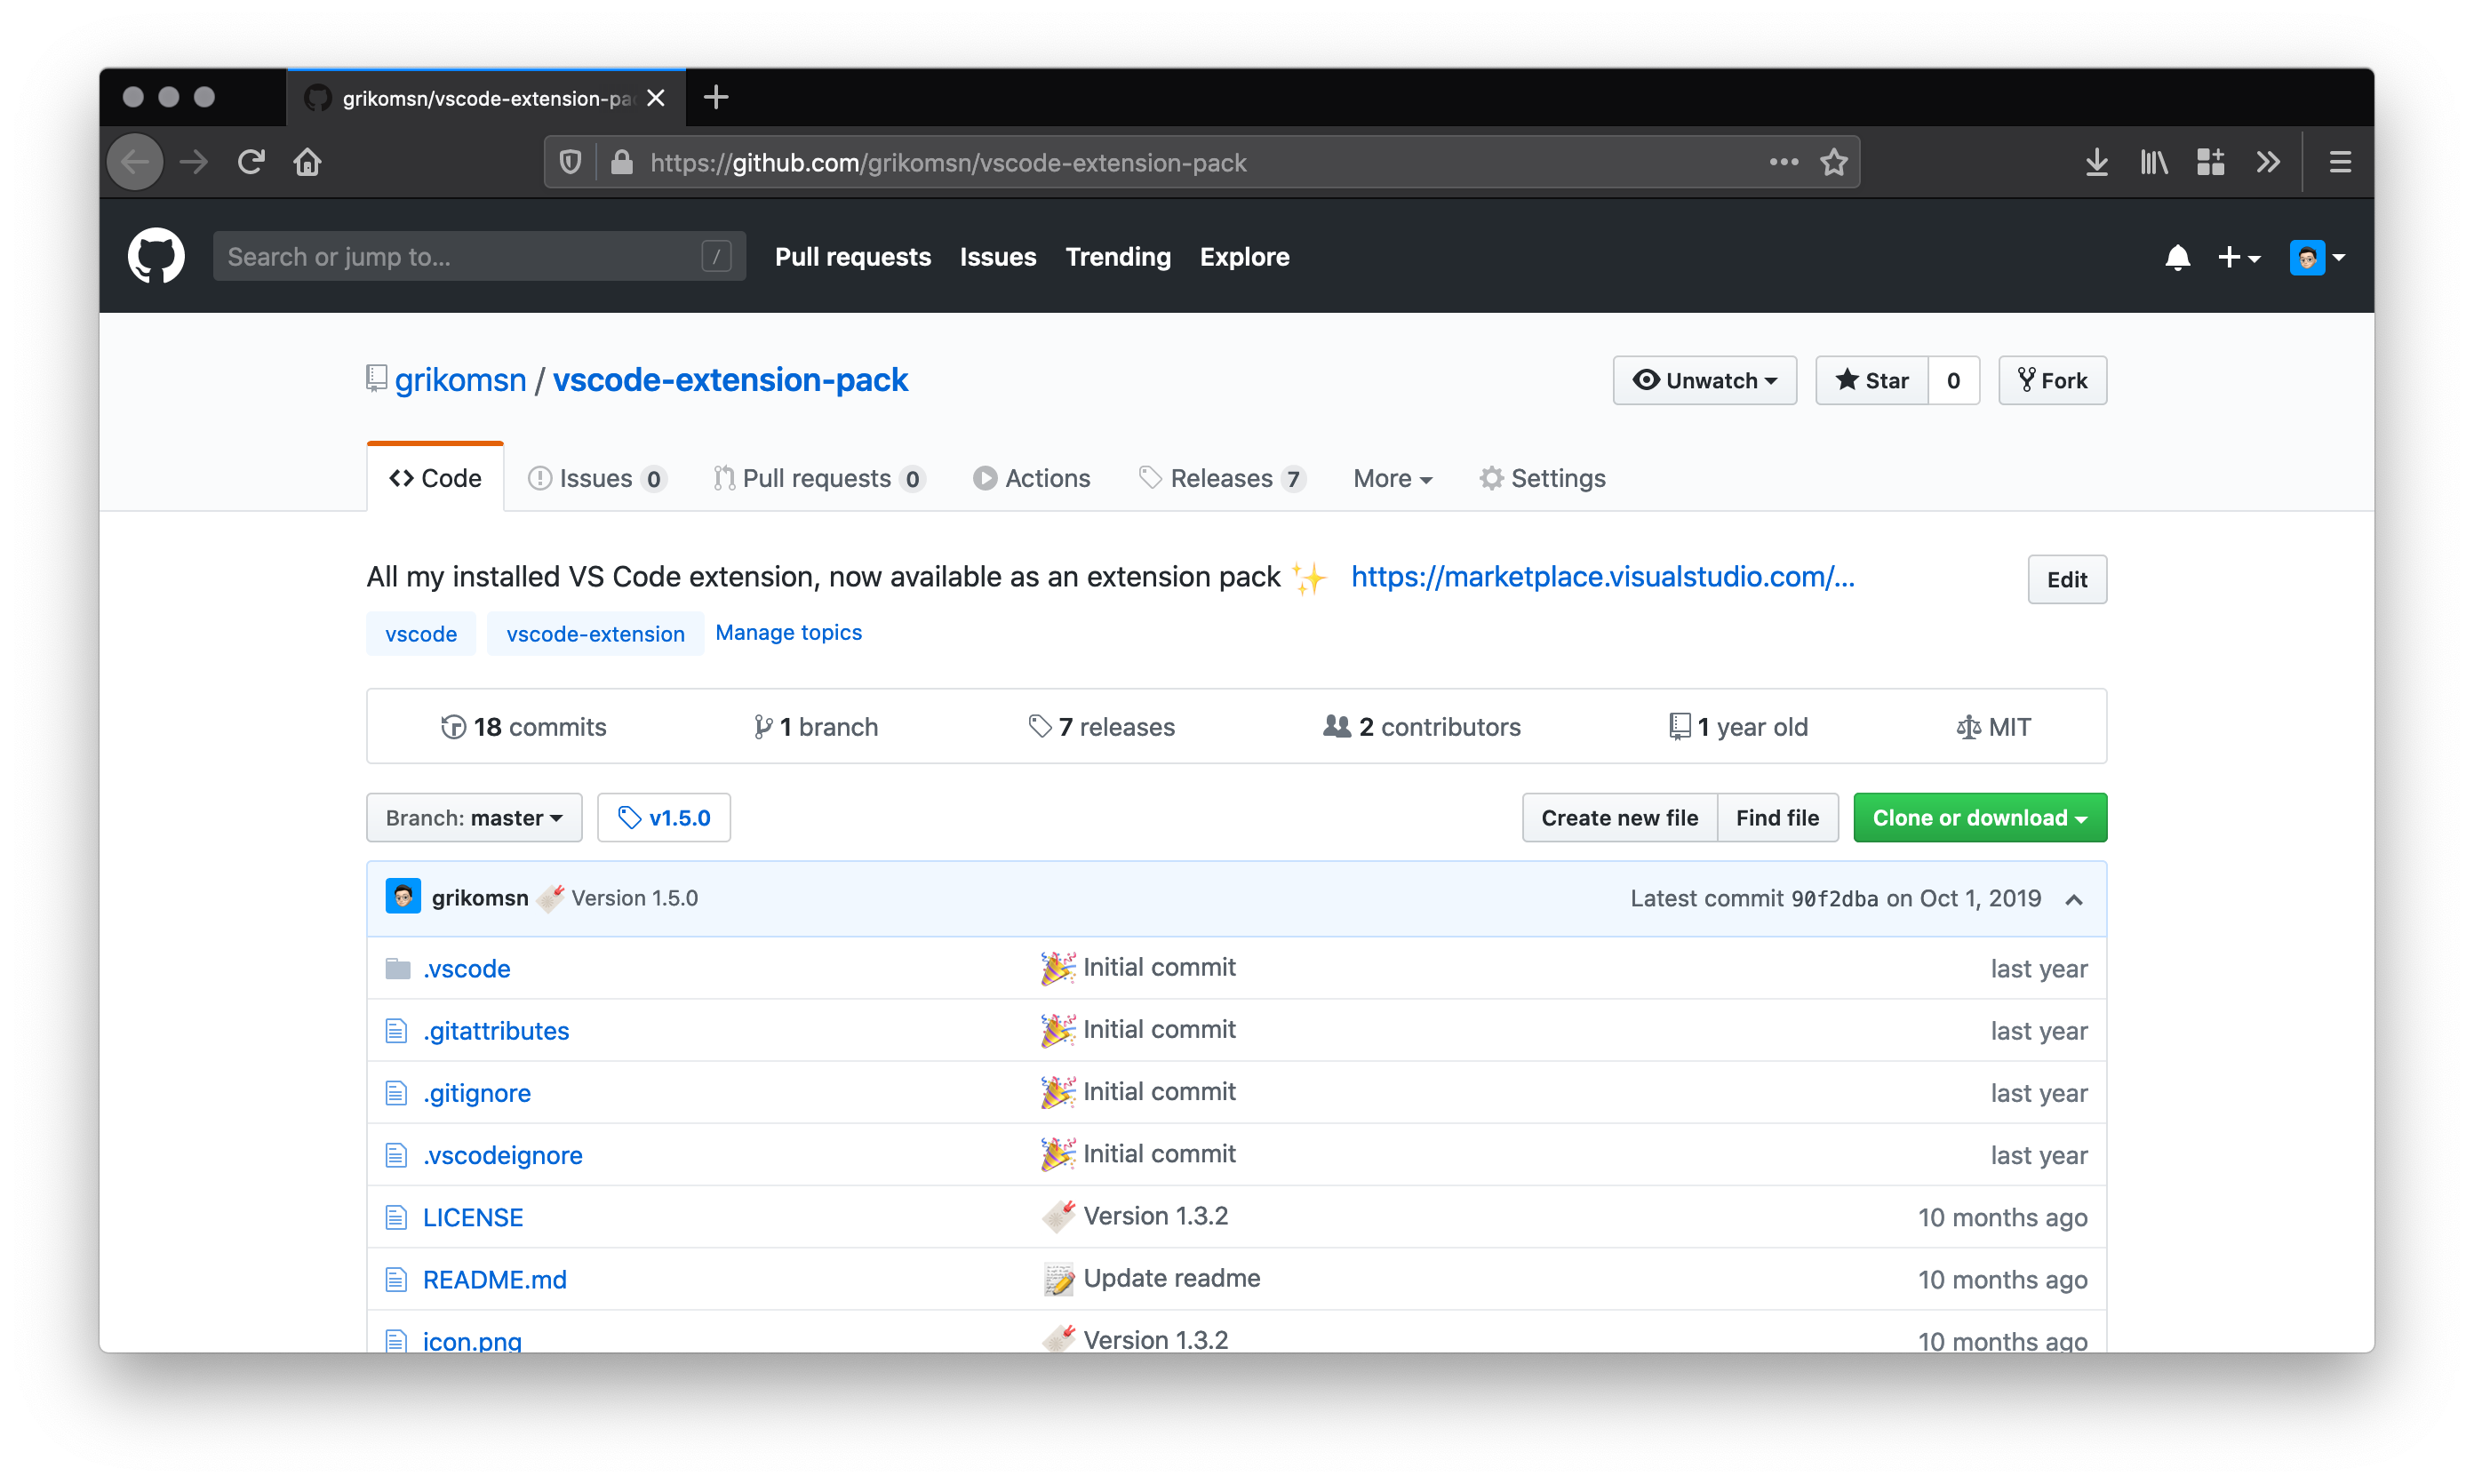 grikomsn/vscode-extension-pa
https://github.com/grikomsn/vscode-extension-pack
Search or jump to... /
Pull requests Issues Trending Explore
grikomsn / vscode-extension-pack
Unwatch Star 0 Fork
Code Issues 0 Pull requests 0 Actions Releases 7 More Settings
All my installed VS Code extension, now available as an extension pack ✨ https://marketplace.visualstudio.com/... Edit
vscode vscode-extension Manage topics
18 commits 1 branch 7 releases 2 contributors 1 year old MIT
Branch: master v1.5.0 Create new file Find file Clone or download
grikomsn Version 1.5.0 Latest commit 90f2dba on Oct 1, 2019
.vscode 🎉 Initial commit last year
.gitattributes 🎉 Initial commit last year
.gitignore 🎉 Initial commit last year
.vscodeignore 🎉 Initial commit last year
LICENSE Version 1.3.2 10 months ago
README.md 📝 Update readme 10 months ago
icon.png Version 1.3.2 10 months ago